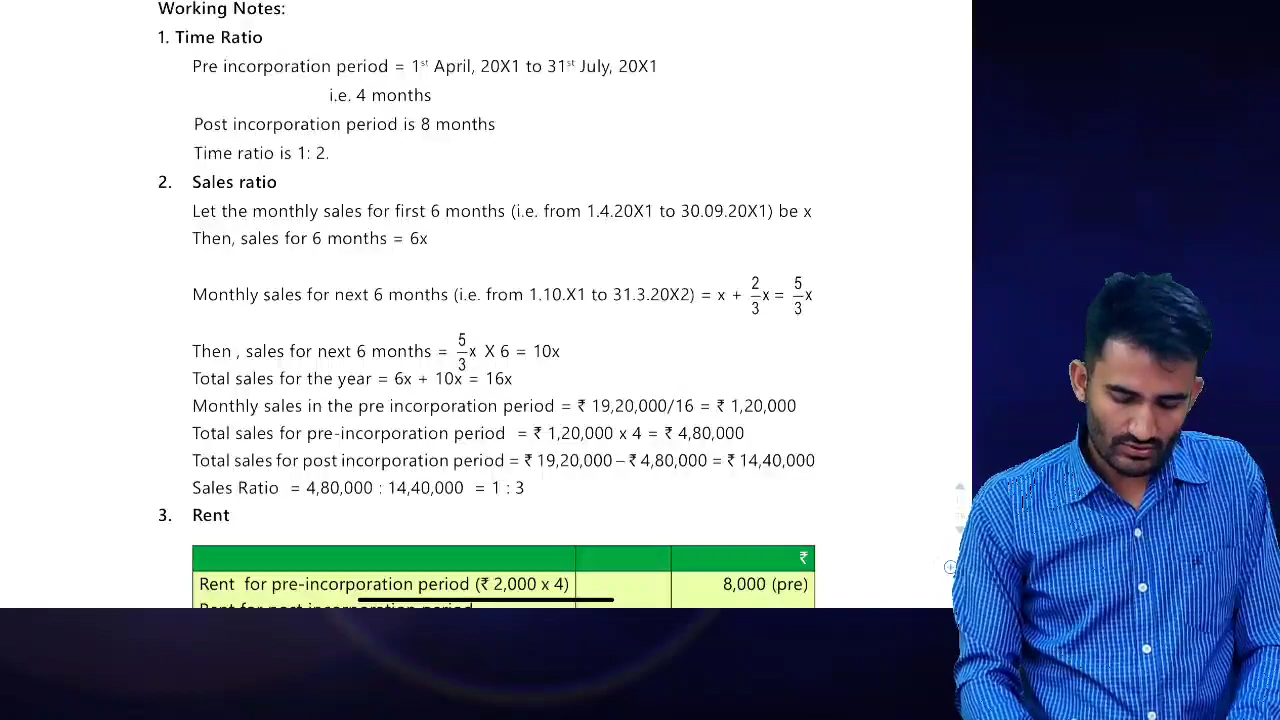 Working Notes:
1. Time Ratio
Pre incorporation period = 1st April, 20X1 to 31st July, 20X1
i.e. 4 months
Post incorporation period is 8 months
Time ratio is 1: 2.
2. Sales ratio
Let the monthly sales for first 6 months (i.e. from 1.4.20X1 to 30.09.20X1) be x
Then, sales for 6 months = 6x
Monthly sales for next 6 months (i.e. from 1.10.X1 to 31.3.20X2) = x + 2/3x = 5/3x
Then , sales for next 6 months = 5/3x X 6 = 10x
Total sales for the year = 6x + 10x = 16x
Monthly sales in the pre incorporation period = ₹ 19,20,000/16 = ₹ 1,20,000
Total sales for pre-incorporation period = ₹ 1,20,000 x 4 = ₹ 4,80,000
Total sales for post incorporation period = ₹ 19,20,000 – ₹ 4,80,000 = ₹ 14,40,000
Sales Ratio = 4,80,000 : 14,40,000 = 1 : 3
3. Rent
₹
Rent for pre-incorporation period (₹ 2,000 x 4) 8,000 (pre)
Rent for post incorporation period